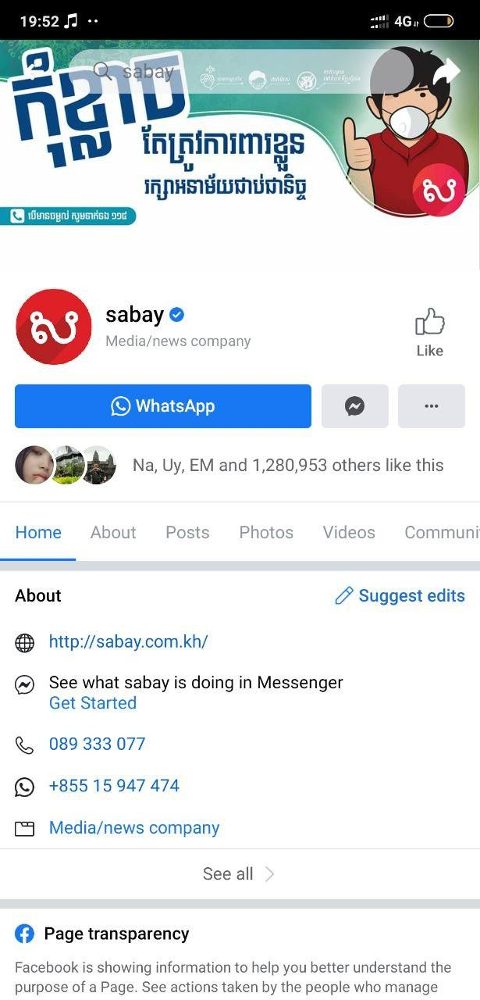 19:52
4G
sabay
កុំខ្លាច
តែត្រូវការពារខ្លួន
រក្សាអនាម័យជាប់ជានិច្ច
បើមានចម្ងល់ សូមទាក់ទង ១១៥
ស
ស
sabay
Media/news company
Like
WhatsApp
Na, Uy, EM and 1,280,953 others like this
Home
About
Posts
Photos
Videos
Communi
About
Suggest edits
http://sabay.com.kh/
See what sabay is doing in Messenger
Get Started
089 333 077
+855 15 947 474
Media/news company
See all
Page transparency
Facebook is showing information to help you better understand the
purpose of a Page. See actions taken by the people who manage